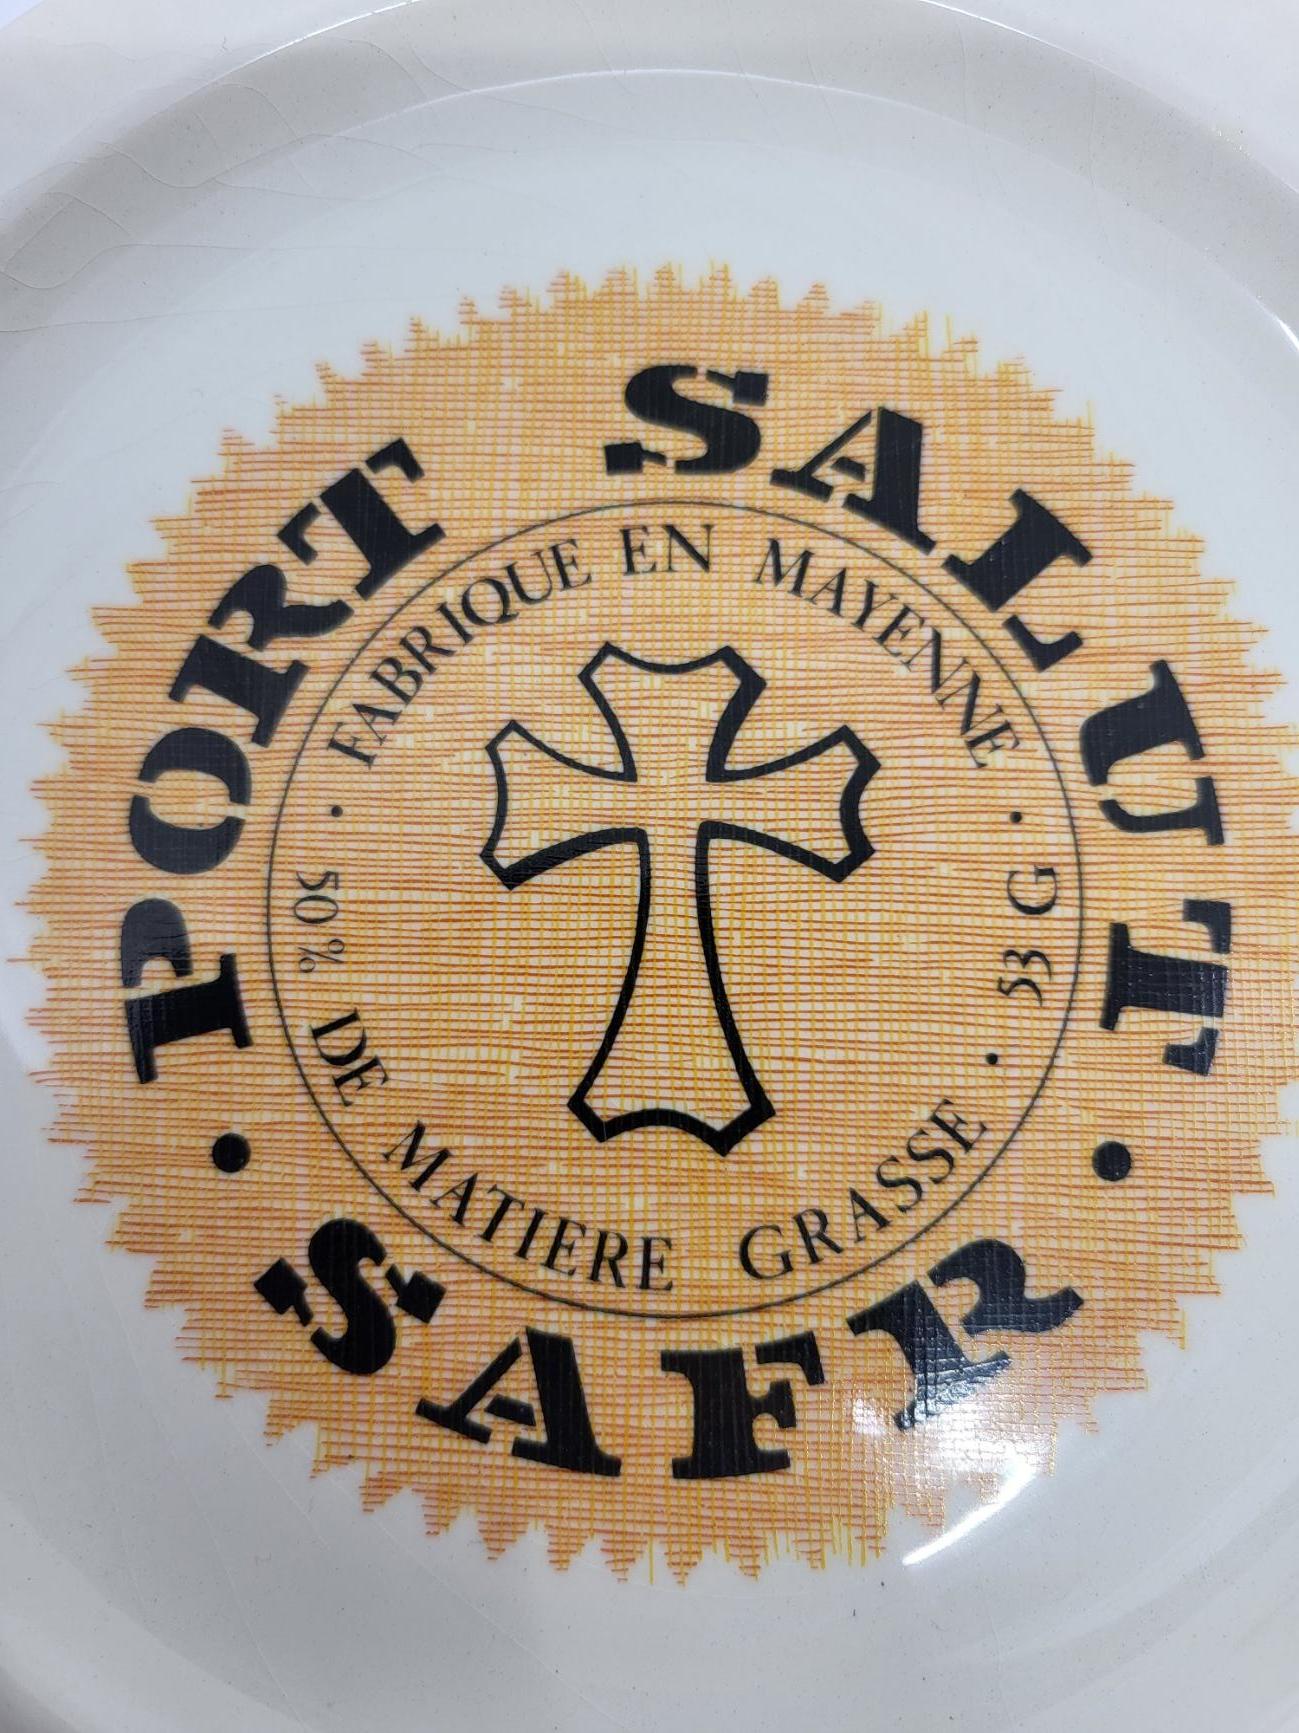 PORT SALUT
• SAFR •
• FABRIQUE EN MAYENNE •
53 G •
50% DE MATIERE GRASSE